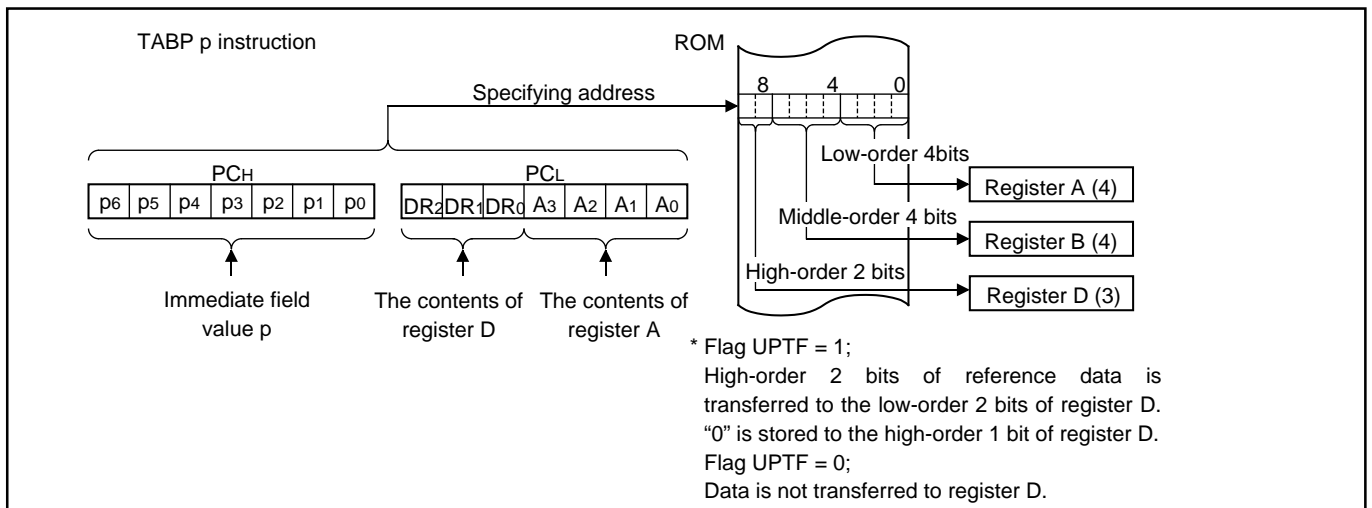 TABP p instruction
ROM
8 4 0
Specifying address
Low-order 4bits
PCH
PCL
p6 p5 p4 p3 p2 p1 p0
DR2 DR1 DR0 A3 A2 A1 A0
Register A (4)
Middle-order 4 bits
Register B (4)
High-order 2 bits
Register D (3)
Immediate field
value p
The contents of
register D
The contents of
register A
* Flag UPTF = 1;
High-order 2 bits of reference data is
transferred to the low-order 2 bits of register D.
“0” is stored to the high-order 1 bit of register D.
Flag UPTF = 0;
Data is not transferred to register D.